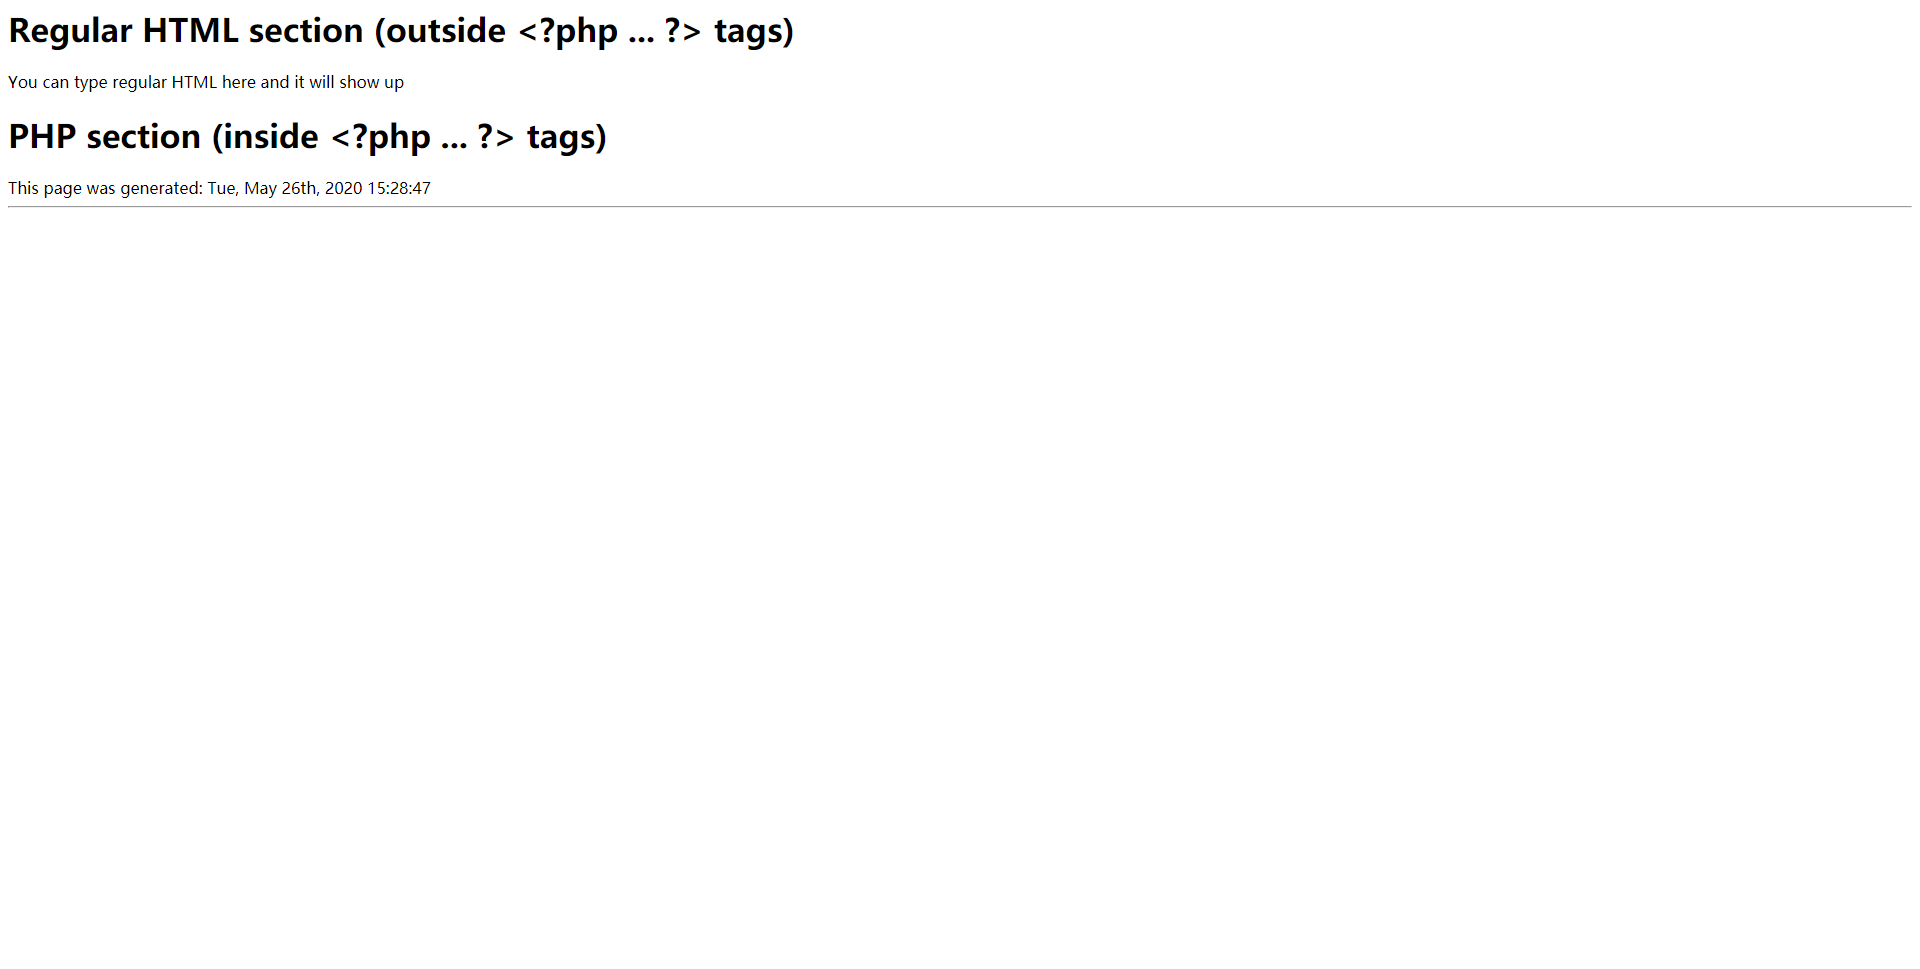 Regular HTML section (outside <?php ... ?> tags)
You can type regular HTML here and it will show up
PHP section (inside <?php ... ?> tags)
This page was generated: Tue, May 26th, 2020 15:28:47